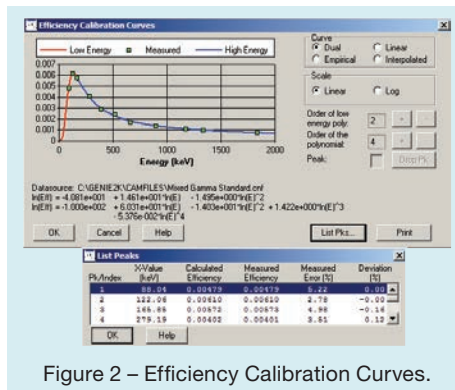 Efficiency Calibration Curves
Low Energy Measured High Energy
0.007
0.006
0.005
0.004
0.003
0.002
0.001
0
0 500 1000 1500 2000
Energy (keV)
Curve
Dual Linear
Empirical Interpolated
Scale
Linear Log
Order of low energy poly: 2 + -
Order of the polynomial: 4 + -
Peak: Drop Pk
Datasource: C:\GENIE2K\CAMFILES\Mixed Gamma Standard.cnf
ln(Eff) = -4.081e+001 + 1.461e+001*ln(E) - 1.495e+000*ln(E)^2
ln(Eff) = -1.000e+002 + 6.031e+001*ln(E) - 1.403e+001*ln(E)^2 + 1.422e+000*ln(E)^3
- 5.376e-002*ln(E)^4
OK Cancel Help List Pks... Print
List Peaks
Pk/Index X-Value (keV) Calculated Efficiency Measured Efficiency Measured Error (%) Deviation (%)
1 88.04 0.00479 0.00479 5.22 0.00
2 122.06 0.00610 0.00610 2.78 -0.00
3 165.85 0.00572 0.00573 4.98 -0.16
4 279.19 0.00402 0.00401 3.51 0.12
OK Help
Figure 2 – Efficiency Calibration Curves.